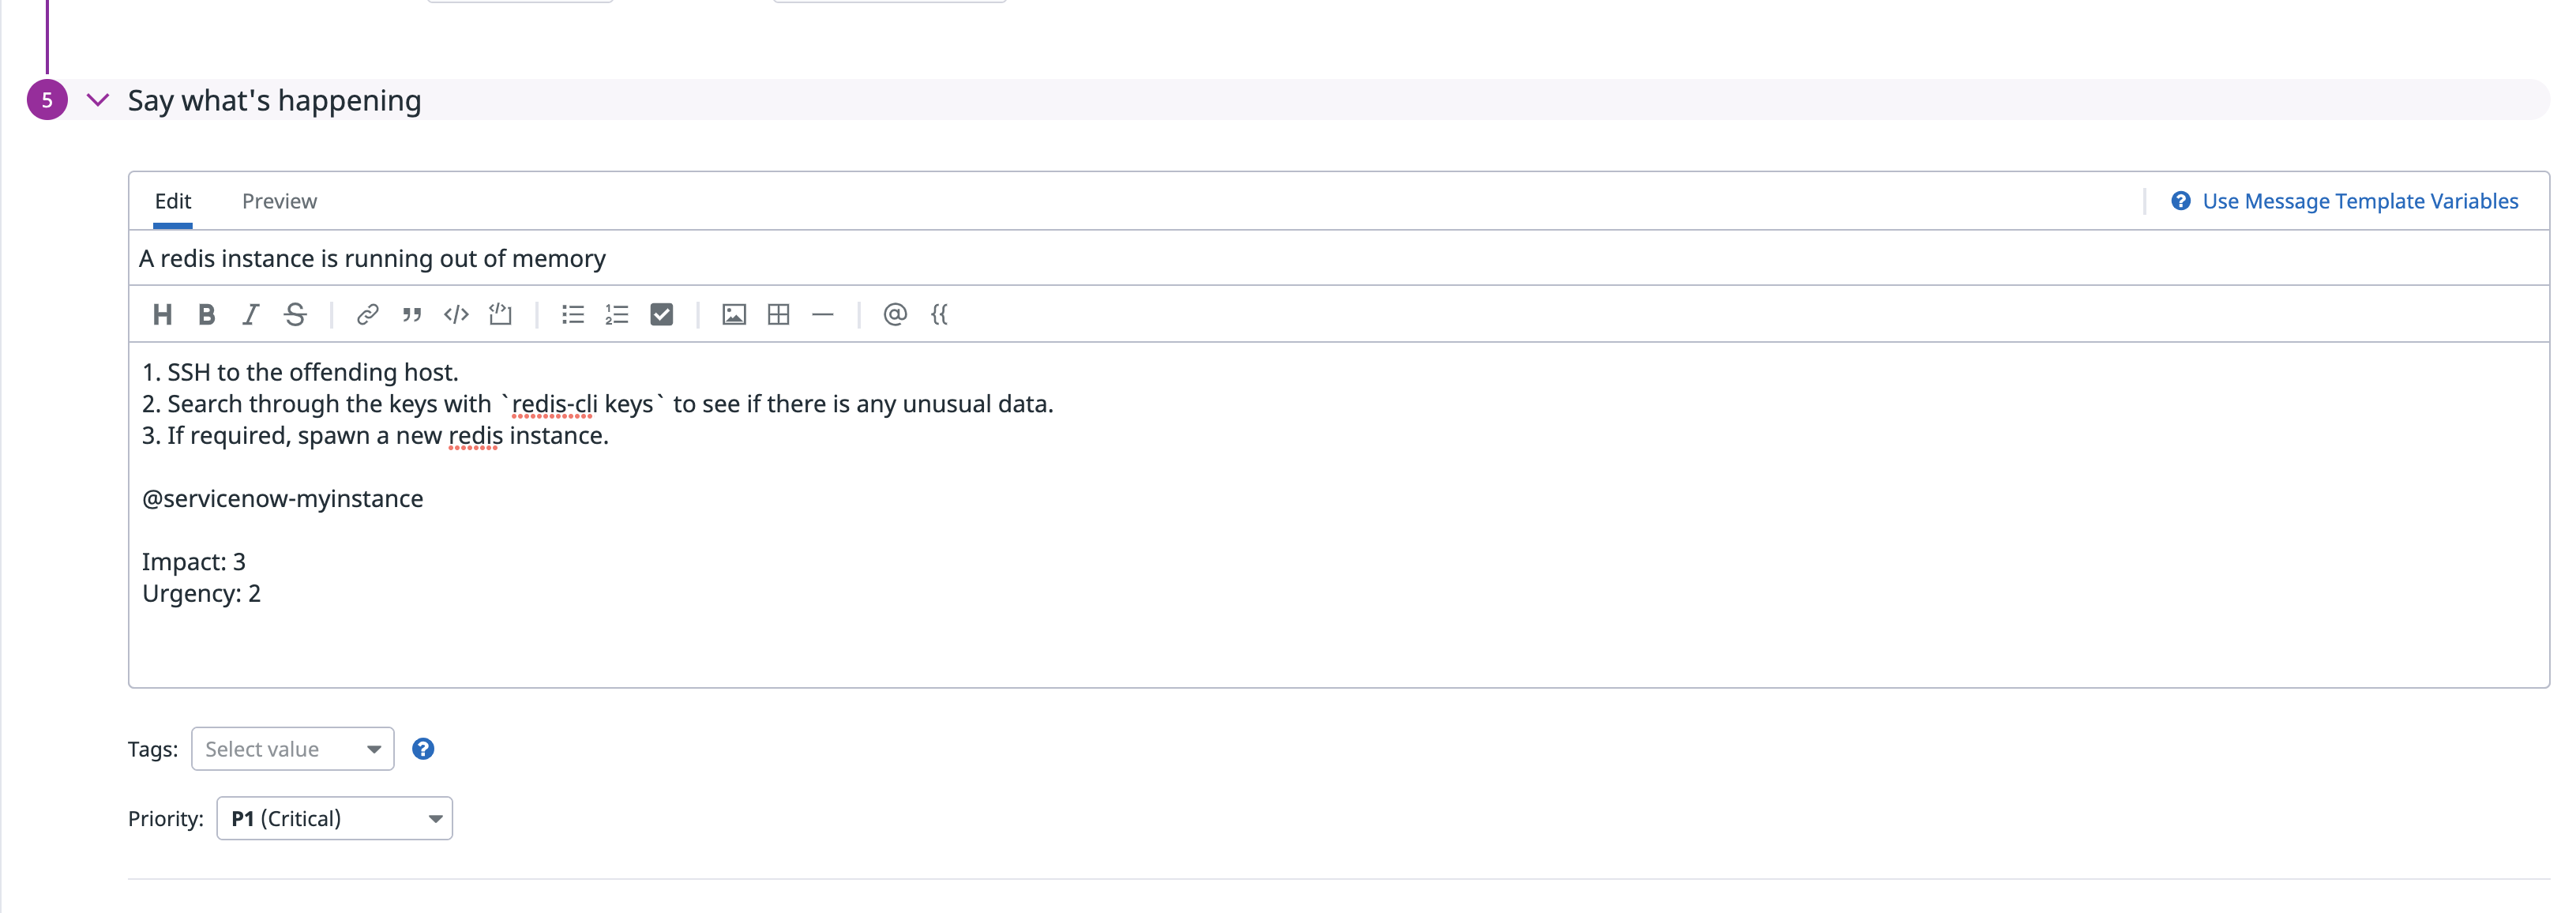 5 Say what's happening
Edit Preview Use Message Template Variables
A redis instance is running out of memory
1. SSH to the offending host.
2. Search through the keys with `redis-cli keys` to see if there is any unusual data.
3. If required, spawn a new redis instance.
@servicenow-myinstance
Impact: 3
Urgency: 2
Tags: Select value
Priority: P1 (Critical)